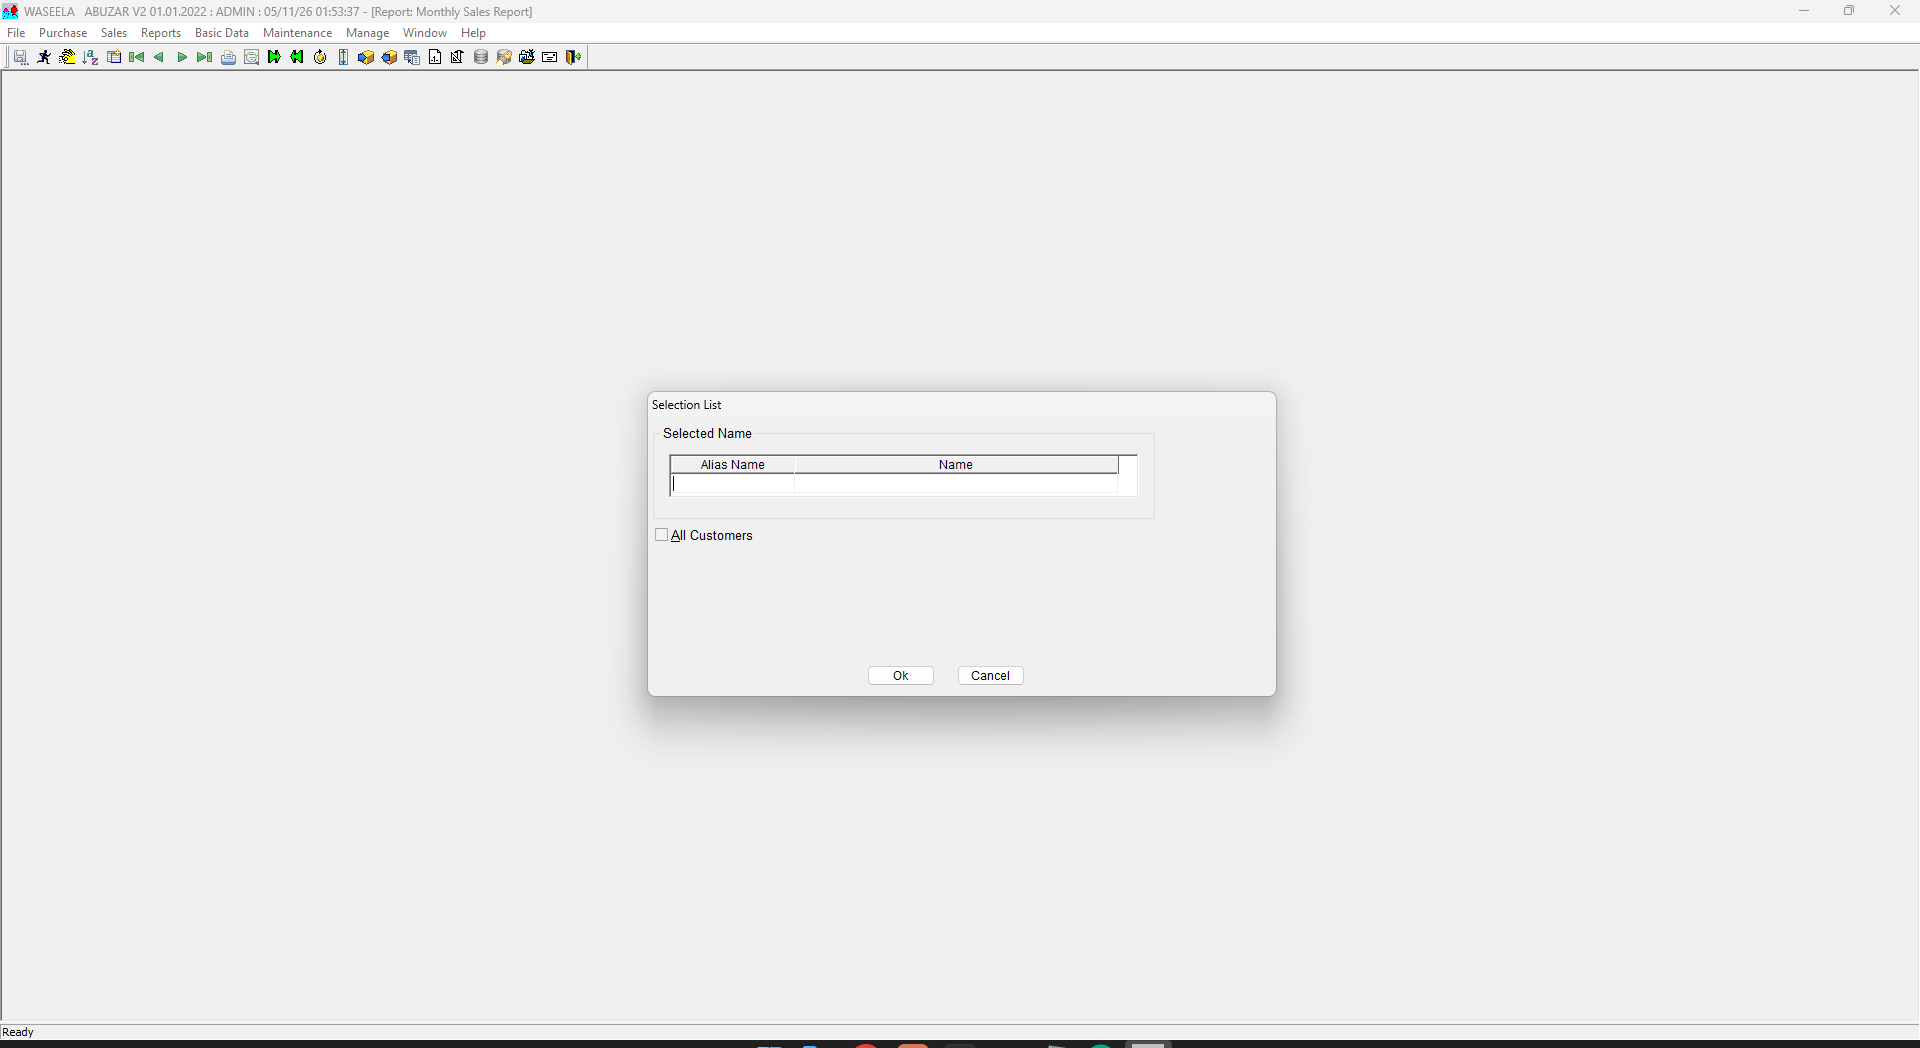 WASEELA ABUZAR V2 01.01.2022 : ADMIN : 05/11/26 01:53:37 - [Report: Monthly Sales Report]
File Purchase Sales Reports Basic Data Maintenance Manage Window Help
Selection List
Selected Name
Alias Name Name
All Customers
Ok Cancel
Ready